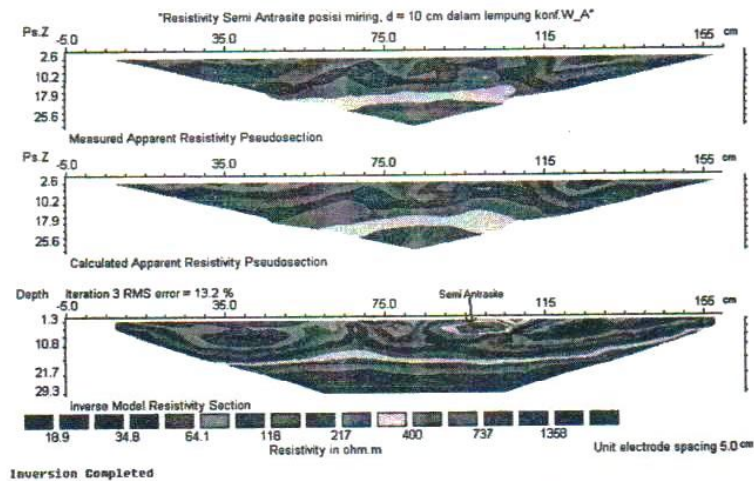 "Resistivity Semi Antrasite posisi miring, d = 10 cm dalam lempung konf.W_A"
Ps.Z
-5.0 35.0 75.0 115 155 cm
2.6
10.2
17.9
25.6
Measured Apparent Resistivity Pseudosection
Ps.Z
-5.0 35.0 75.0 115 155 cm
2.6
10.2
17.9
25.6
Calculated Apparent Resistivity Pseudosection
Depth Iteration 3 RMS error = 13.2 %
Semi Antraske
-5.0 35.0 75.0 115 155 cm
1.3
10.8
21.7
29.3
Inverse Model Resistivity Section
18.9 34.8 64.1 118 217 400 737 1358
Resistivity in ohm.m
Unit electrode spacing 5.0 cm
Inversion Completed